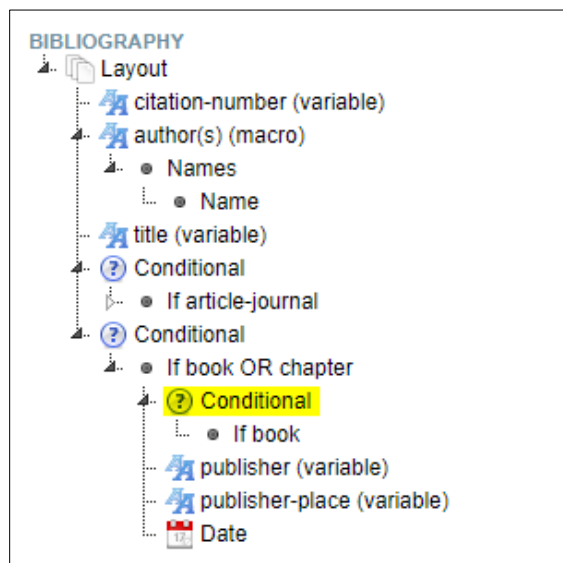 BIBLIOGRAPHY
Layout
citation-number (variable)
author(s) (macro)
Names
Name
title (variable)
Conditional
If article-journal
Conditional
If book OR chapter
Conditional
If book
publisher (variable)
publisher-place (variable)
Date